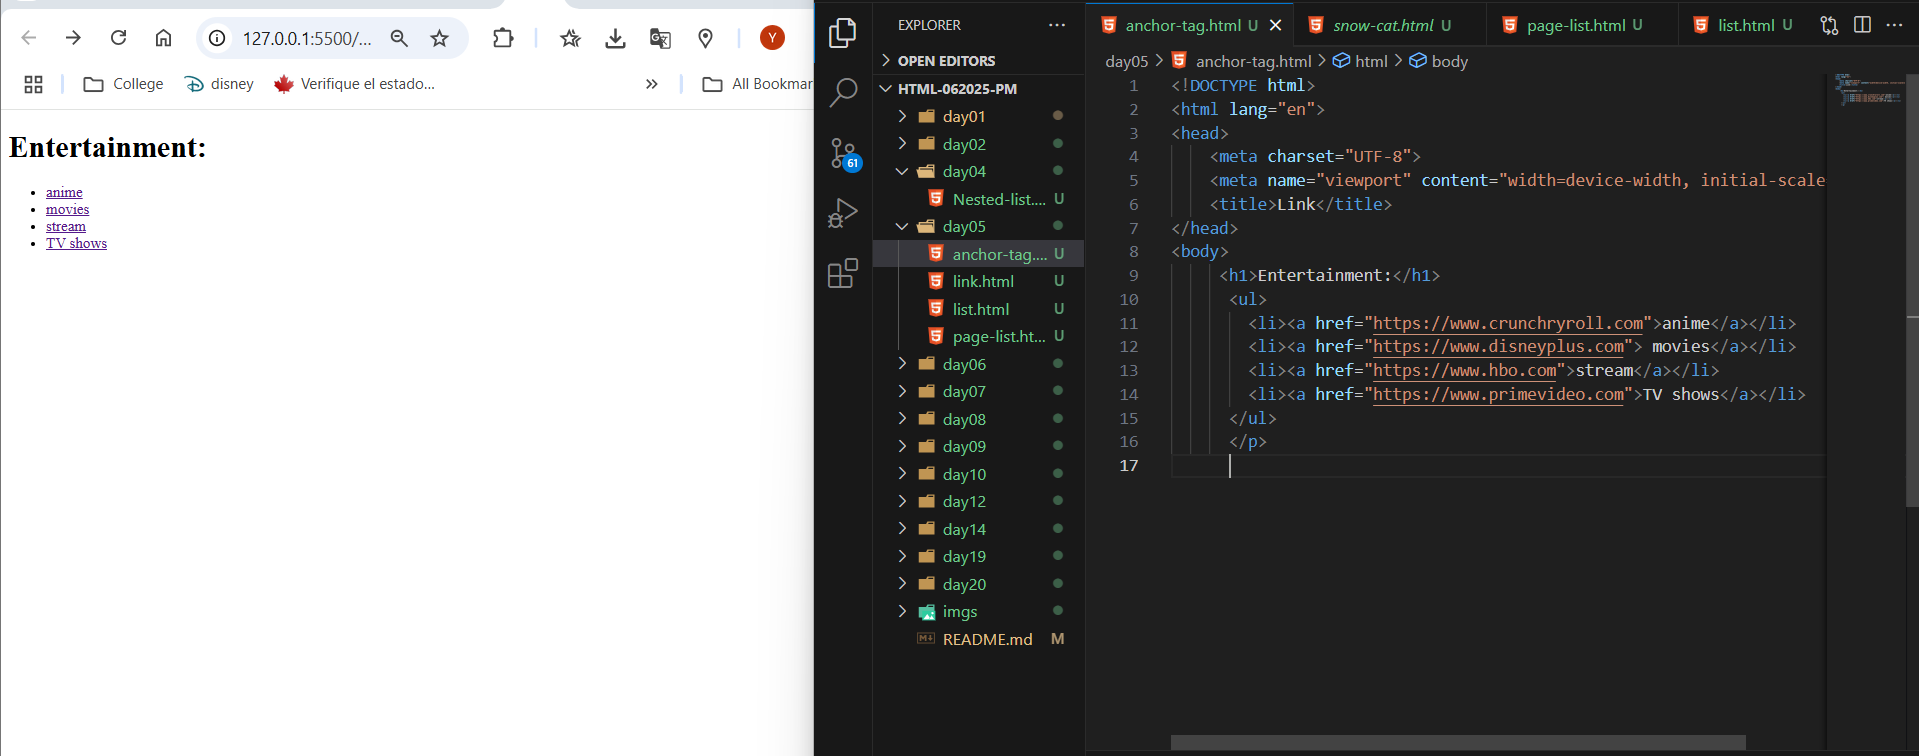 127.0.0.1:5500/...
Y
College
disney
Verifique el estado...
»
All Bookmar
Entertainment:
anime
movies
stream
TV shows
61
EXPLORER
OPEN EDITORS
HTML-062025-PM
day01
day02
day04
Nested-list.... U
day05
anchor-tag.... U
link.html U
list.html U
page-list.ht... U
day06
day07
day08
day09
day10
day12
day14
day19
day20
imgs
README.md M
anchor-tag.html U
snow-cat.html U
page-list.html U
list.html U
day05 > anchor-tag.html > html > body
1 <!DOCTYPE html>
2 <html lang="en">
3 <head>
4 <meta charset="UTF-8">
5 <meta name="viewport" content="width=device-width, initial-scale
6 <title>Link</title>
7 </head>
8 <body>
9 <h1>Entertainment:</h1>
10 <ul>
11 <li><a href="https://www.crunchryroll.com">anime</a></li>
12 <li><a href="https://www.disneyplus.com"> movies</a></li>
13 <li><a href="https://www.hbo.com">stream</a></li>
14 <li><a href="https://www.primevideo.com">TV shows</a></li>
15 </ul>
16 </p>
17